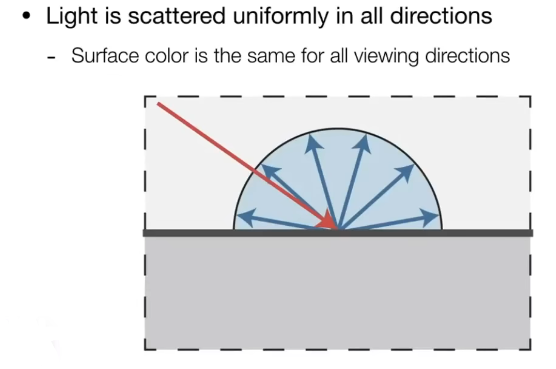 • Light is scattered uniformly in all directions
- Surface color is the same for all viewing directions